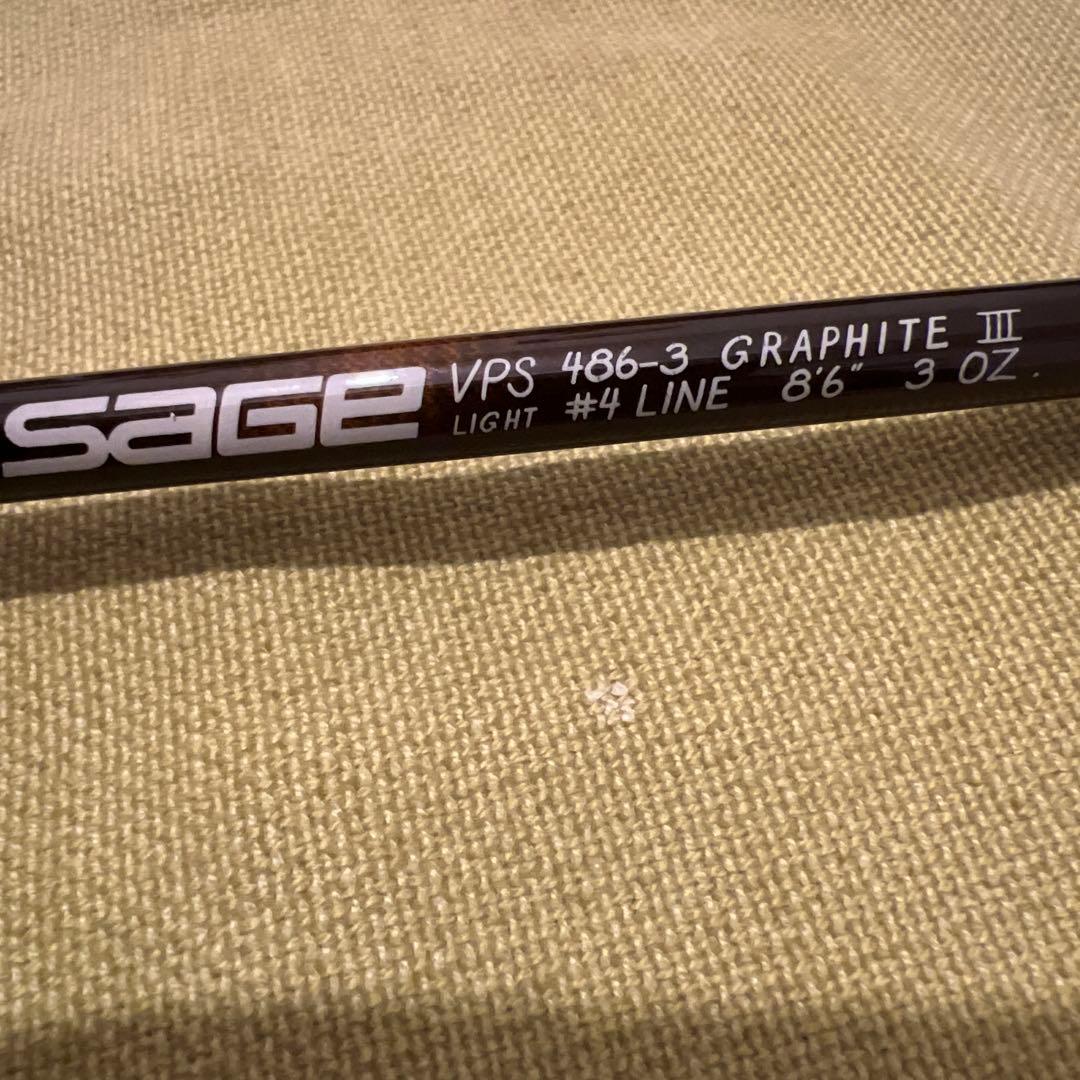 SAGE
VPS 486-3 GRAPHITE III
LIGHT #4 LINE 8'6" 3 OZ.